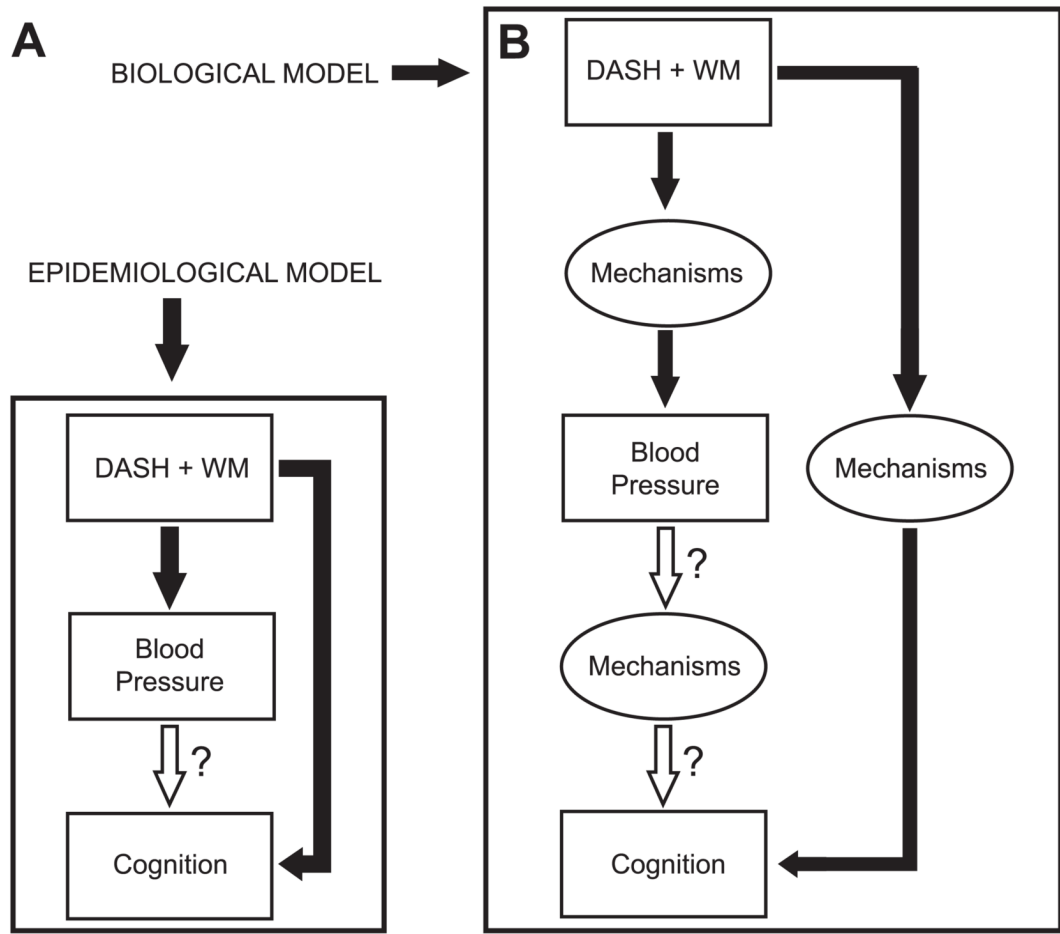 A
BIOLOGICAL MODEL
EPIDEMIOLOGICAL MODEL
DASH + WM
Blood
Pressure
?
Cognition
B
DASH + WM
Mechanisms
Blood
Pressure
Mechanisms
?
Mechanisms
?
Cognition